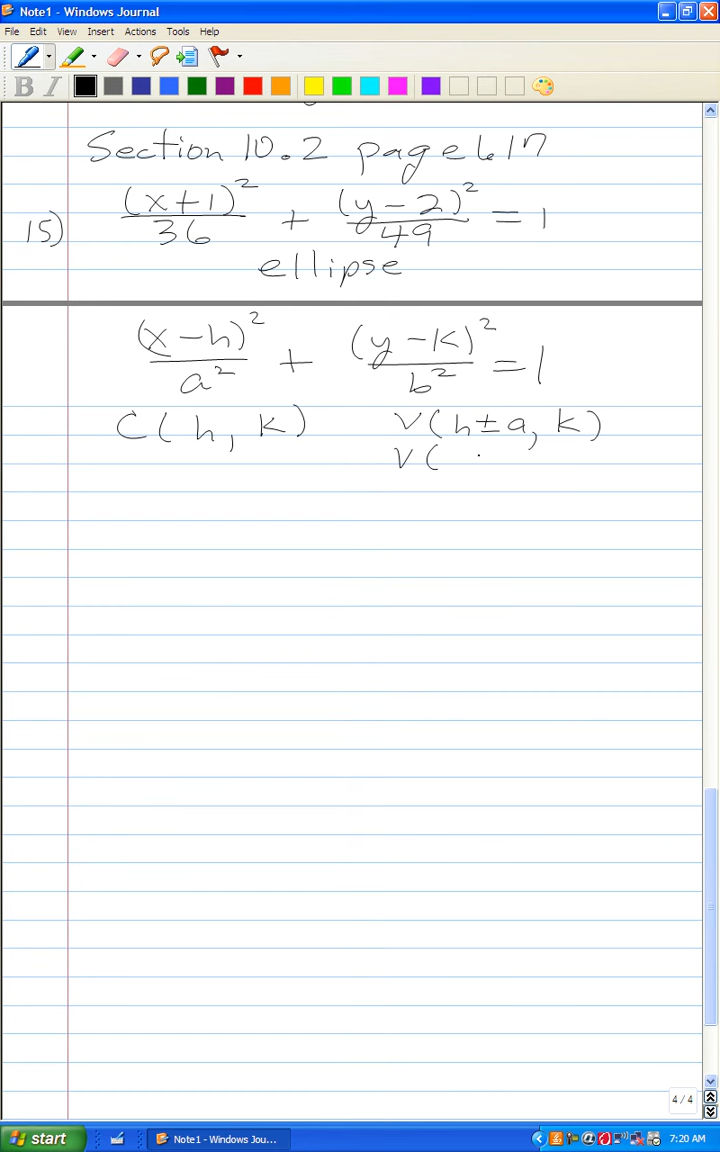 Note1 - Windows Journal
File Edit View Insert Actions Tools Help
B I
Section 10.2 page 617
15) (x+1)²/36 + (y-2)²/49 = 1
ellipse
(x-h)²/a² + (y-k)²/b² = 1
C(h, k) V(h±a, k)
V(
4 / 4
start Note1 - Windows Jou... 7:20 AM